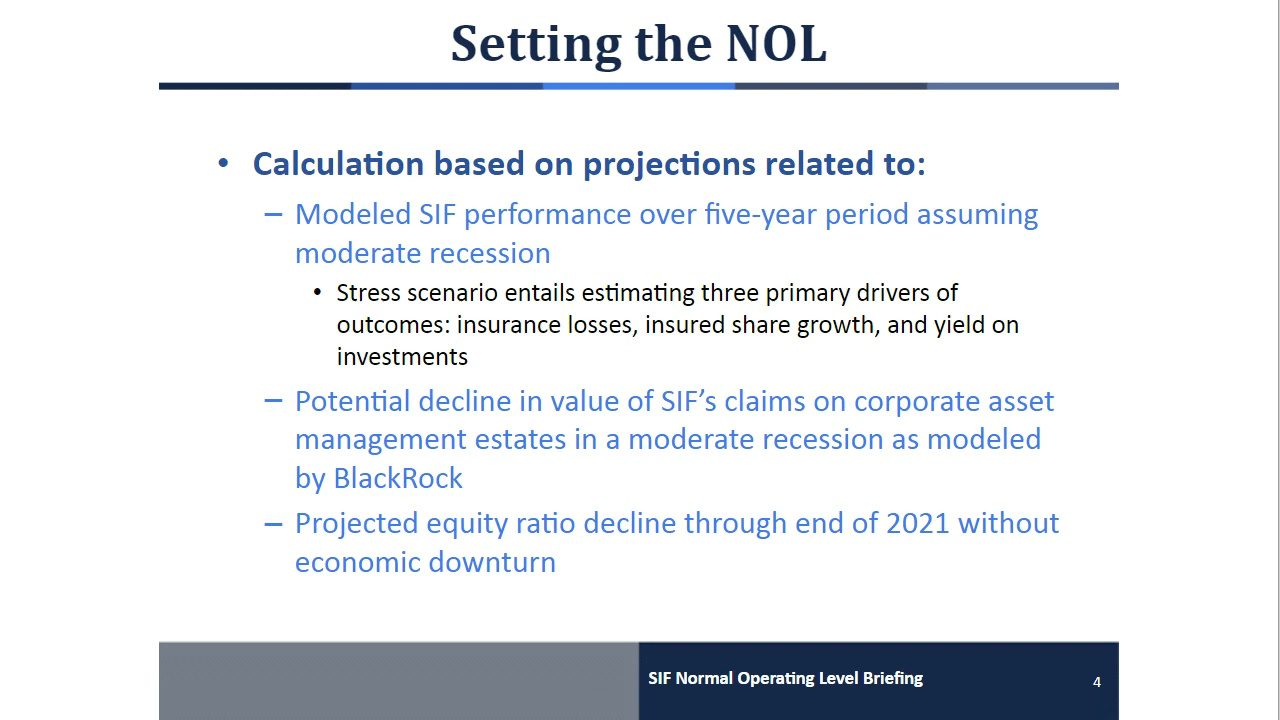 Setting the NOL
• Calculation based on projections related to:
– Modeled SIF performance over five-year period assuming
moderate recession
• Stress scenario entails estimating three primary drivers of
outcomes: insurance losses, insured share growth, and yield on
investments
– Potential decline in value of SIF’s claims on corporate asset
management estates in a moderate recession as modeled
by BlackRock
– Projected equity ratio decline through end of 2021 without
economic downturn
SIF Normal Operating Level Briefing
4